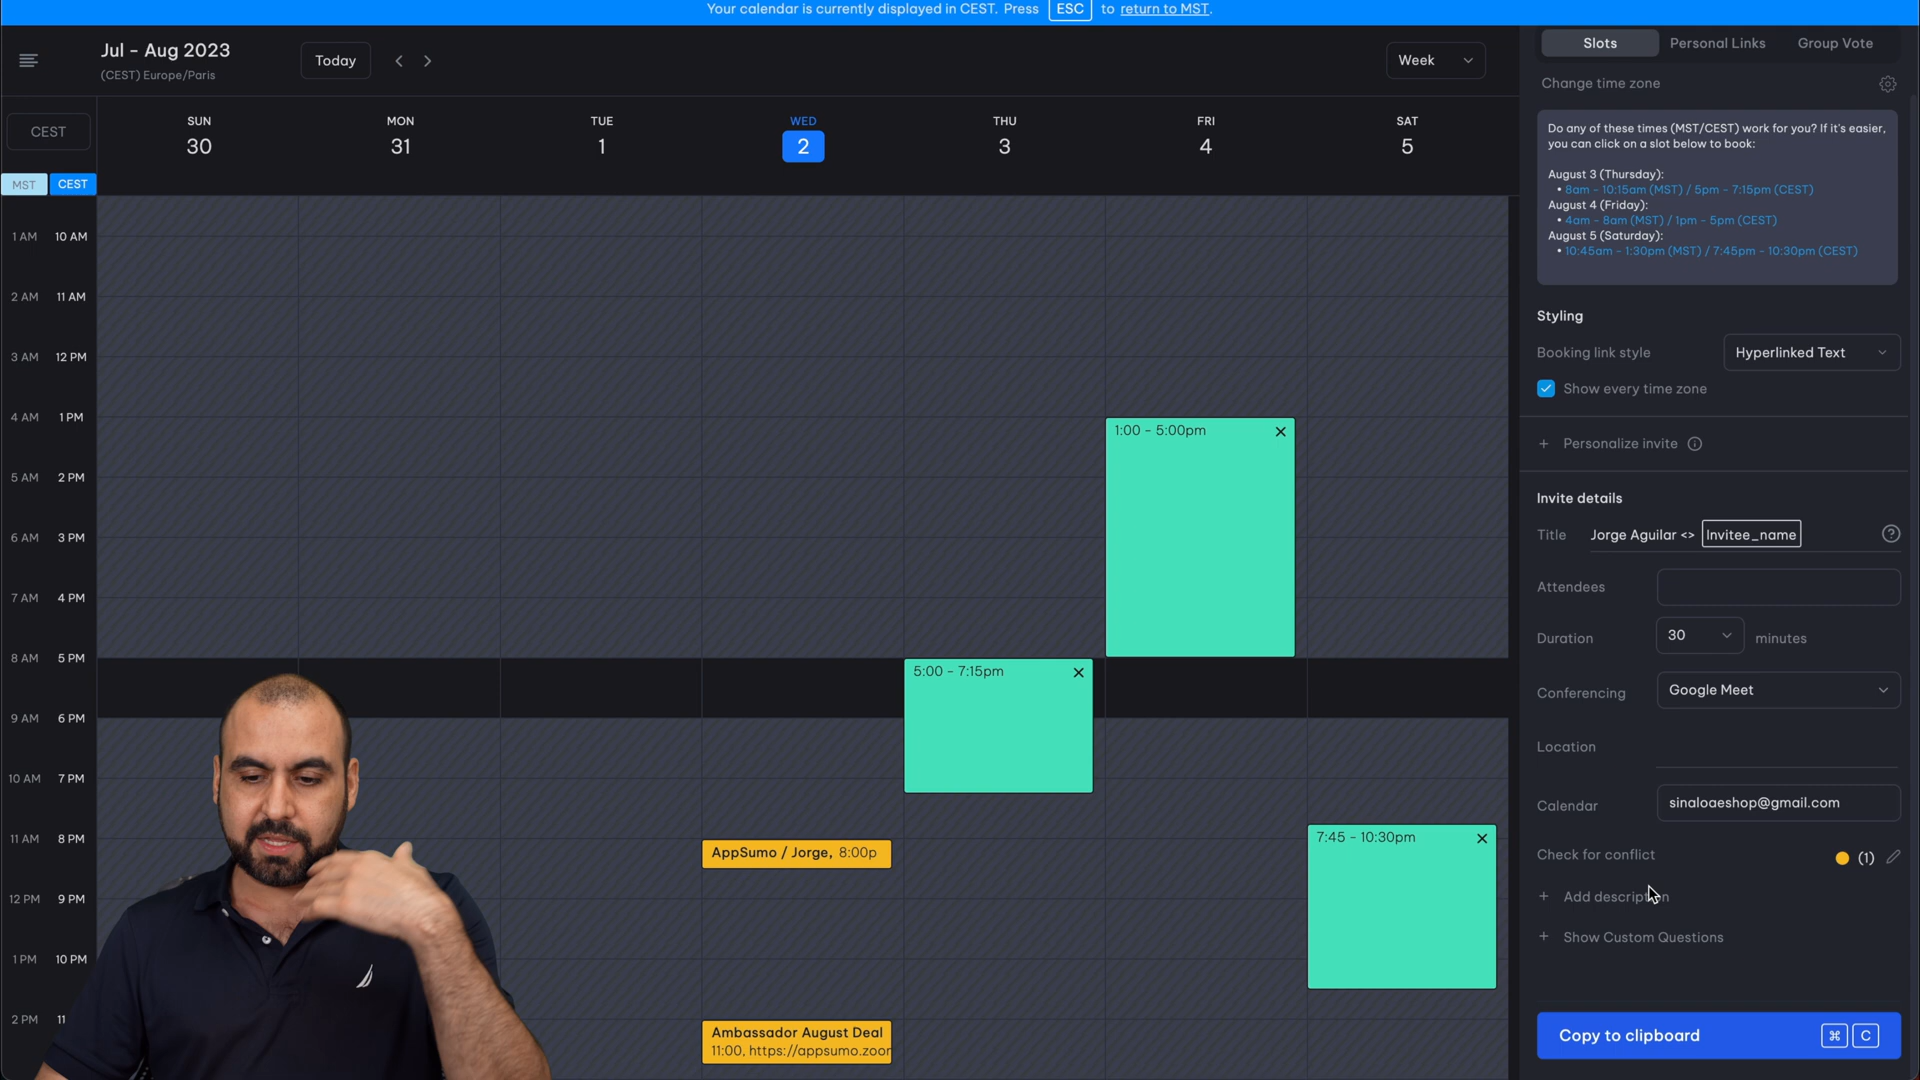 Your calendar is currently displayed in CEST. Press ESC to return to MST.
Jul - Aug 2023
(CEST) Europe/Paris
Today
Week
Slots
Personal Links
Group Vote
Change time zone
CEST
SUN
30
MON
31
TUE
1
WED
2
THU
3
FRI
4
SAT
5
MST CEST
1 AM 10 AM
2 AM 11 AM
3 AM 12 PM
4 AM 1 PM
5 AM 2 PM
6 AM 3 PM
7 AM 4 PM
8 AM 5 PM
9 AM 6 PM
10 AM 7 PM
11 AM 8 PM
12 PM 9 PM
1 PM 10 PM
2 PM 11
1:00 - 5:00pm
5:00 - 7:15pm
7:45 - 10:30pm
AppSumo / Jorge, 8:00p
Ambassador August Deal
11:00, https://appsumo.zoor
Do any of these times (MST/CEST) work for you? If it's easier,
you can click on a slot below to book:
August 3 (Thursday):
• 8am - 10:15am (MST) / 5pm - 7:15pm (CEST)
August 4 (Friday):
• 4am - 8am (MST) / 1pm - 5pm (CEST)
August 5 (Saturday):
• 10:45am - 1:30pm (MST) / 7:45pm - 10:30pm (CEST)
Styling
Booking link style Hyperlinked Text
Show every time zone
+ Personalize invite
Invite details
Title Jorge Aguilar <> Invitee_name
Attendees
Duration 30 minutes
Conferencing Google Meet
Location
Calendar sinaloaeshop@gmail.com
Check for conflict (1)
+ Add description
+ Show Custom Questions
Copy to clipboard ⌘ C